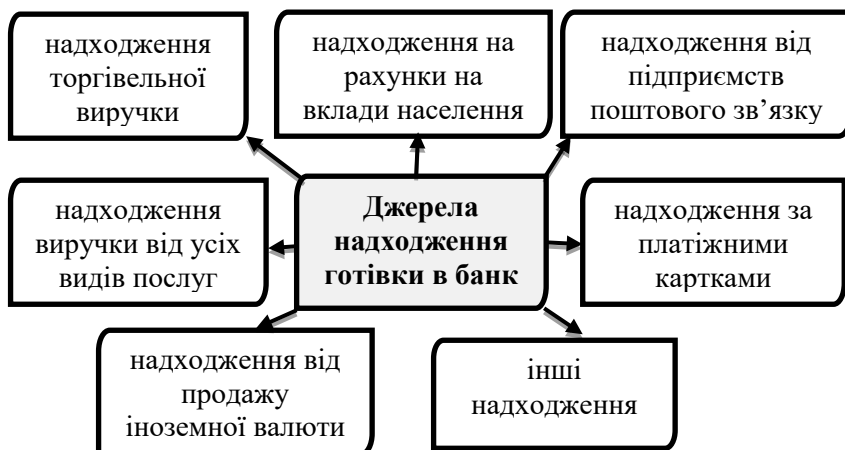 надходження
торгівельної
виручки
надходження на
рахунки на
вклади населення
надходження від
підприємств
поштового зв’язку
надходження
виручки від усіх
видів послуг
Джерела
надходження
готівки в банк
надходження за
платіжними
картками
надходження від
продажу
іноземної валюти
інші
надходження